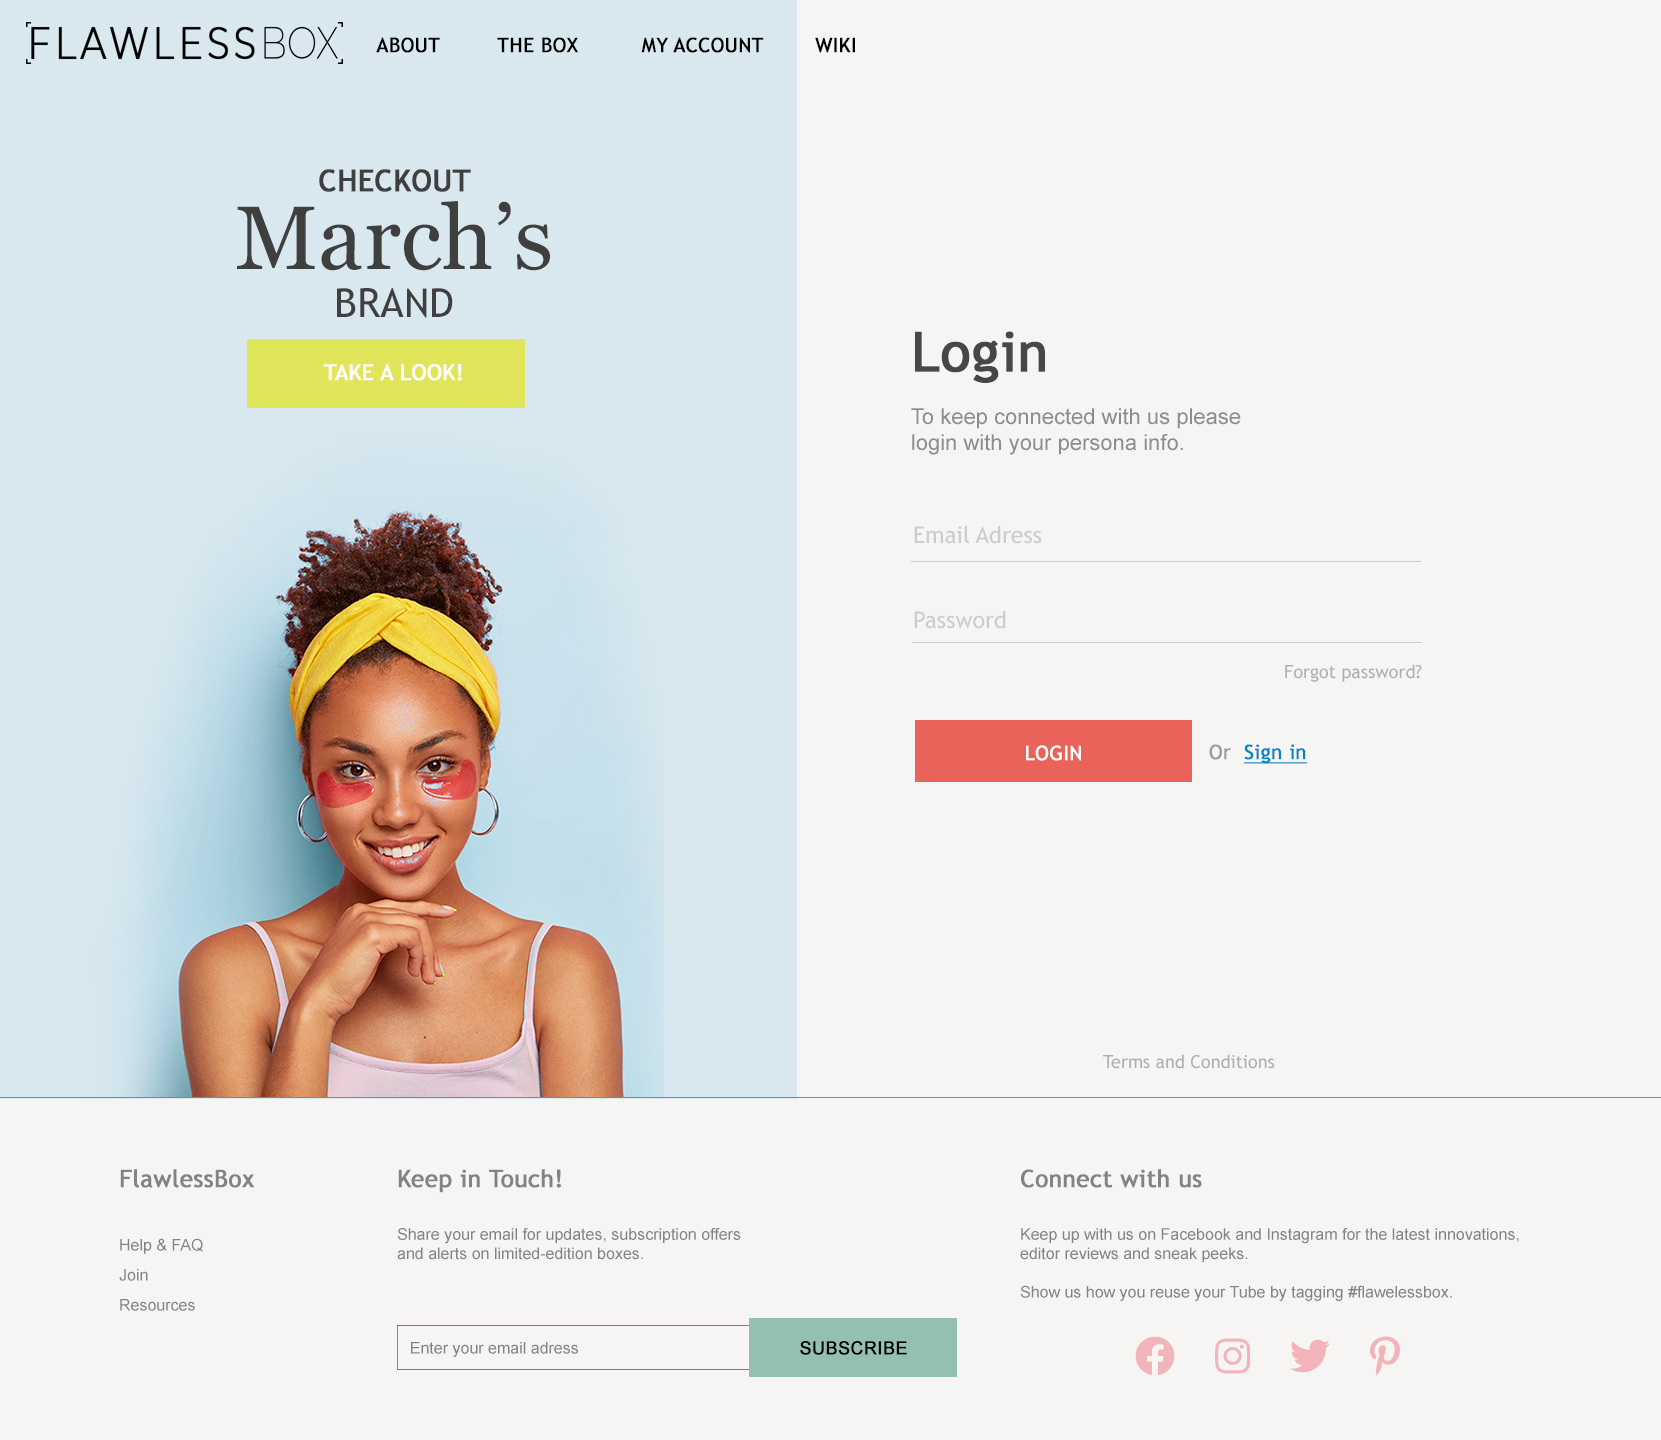 FLAWLESSBOX ABOUT THE BOX MY ACCOUNT WIKI
CHECKOUT
March's
BRAND
TAKE A LOOK!
Login
To keep connected with us please
login with your persona info.
Email Adress
Password
Forgot password?
LOGIN Or Sign in
Terms and Conditions
FlawlessBox
Help & FAQ
Join
Resources
Keep in Touch!
Share your email for updates, subscription offers
and alerts on limited-edition boxes.
Enter your email adress SUBSCRIBE
Connect with us
Keep up with us on Facebook and Instagram for the latest innovations,
editor reviews and sneak peeks.
Show us how you reuse your Tube by tagging #flawelessbox.